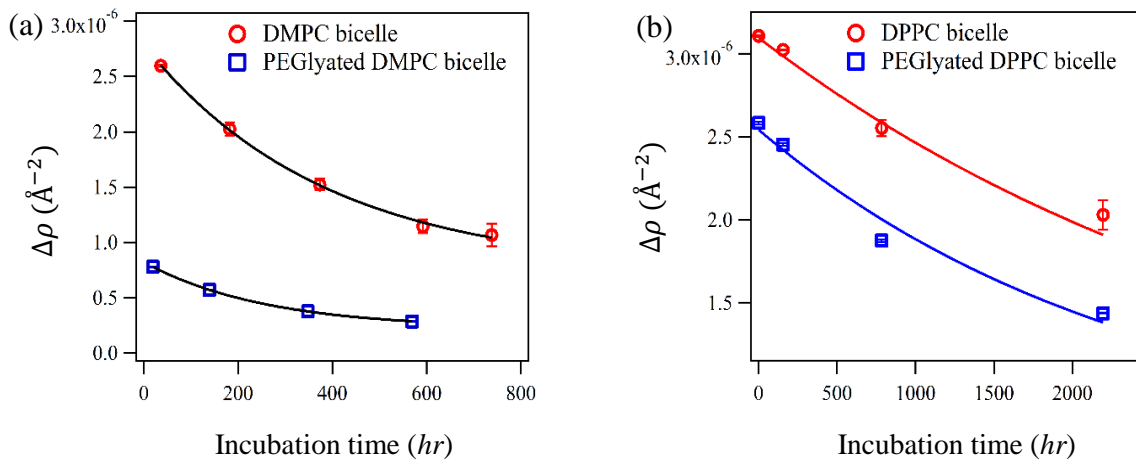 (a)
3.0x10⁻⁶
2.5
2.0
1.5
1.0
0.5
0.0
Δρ (Å⁻²)
DMPC bicelle
PEGlyated DMPC bicelle
0 200 400 600 800
Incubation time (hr)
(b)
3.0x10⁻⁶
2.5
2.0
1.5
Δρ (Å⁻²)
DPPC bicelle
PEGlyated DPPC bicelle
0 500 1000 1500 2000
Incubation time (hr)